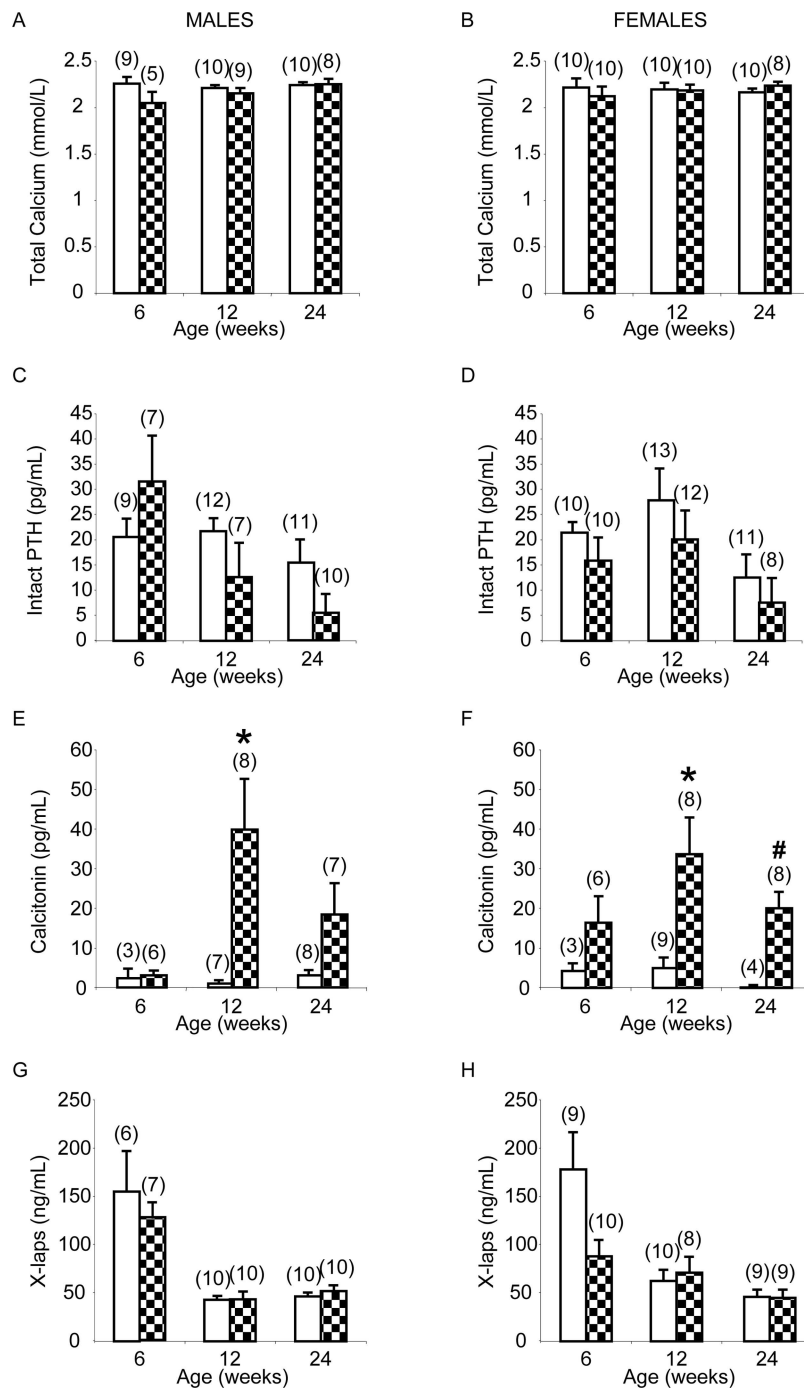 A MALES
B FEMALES
Total Calcium (mmol/L)
2.5
2
1.5
1
0.5
0
(9) (5) (10) (9) (10) (8)
6 12 24
Age (weeks)
Total Calcium (mmol/L)
2.5
2
1.5
1
0.5
0
(10) (10) (10) (10) (10) (8)
6 12 24
Age (weeks)
C
Intact PTH (pg/mL)
45
40
35
30
25
20
15
10
5
0
(9) (7) (12) (7) (11) (10)
6 12 24
Age (weeks)
D
Intact PTH (pg/mL)
45
40
35
30
25
20
15
10
5
0
(10) (10) (13) (12) (11) (8)
6 12 24
Age (weeks)
E
Calcitonin (pg/mL)
60
50
40
30
20
10
0
*
(3) (6) (7) (8) (8) (7)
6 12 24
Age (weeks)
F
Calcitonin (pg/mL)
60
50
40
30
20
10
0
* #
(3) (6) (9) (8) (4) (8)
6 12 24
Age (weeks)
G
X-laps (ng/mL)
250
200
150
100
50
0
(6) (7) (10) (10) (10) (10)
6 12 24
Age (weeks)
H
X-laps (ng/mL)
250
200
150
100
50
0
(9) (10) (10) (8) (9) (9)
6 12 24
Age (weeks)